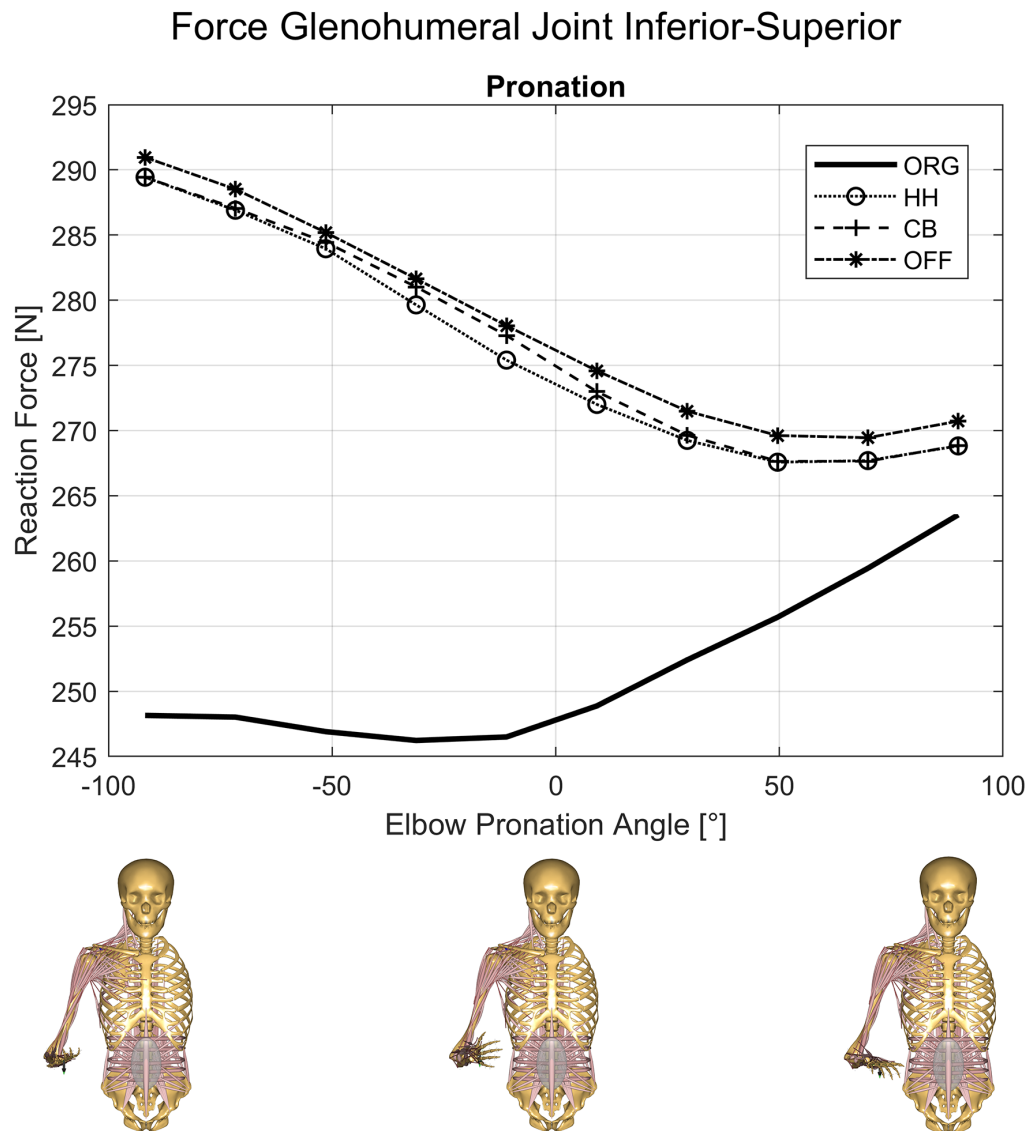 Force Glenohumeral Joint Inferior-Superior
Pronation
295
290
285
280
275
270
265
260
255
250
245
Reaction Force [N]
ORG
HH
CB
OFF
-100
-50
0
50
100
Elbow Pronation Angle [°]